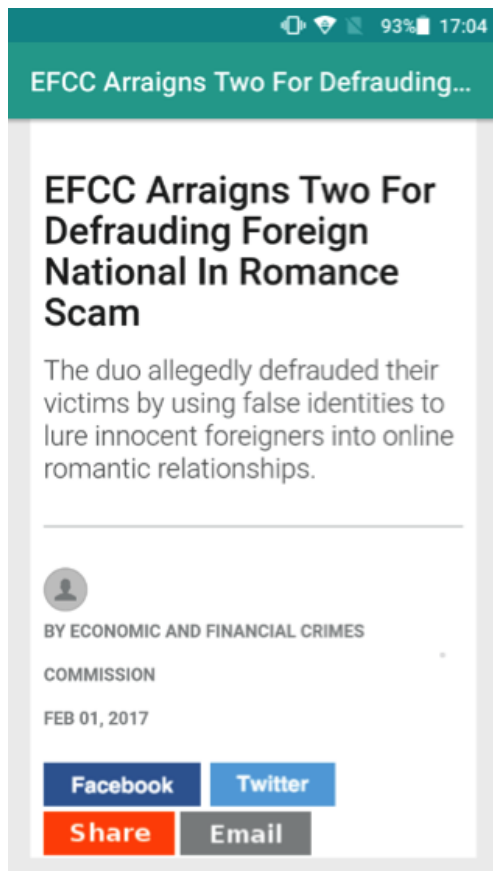 93% 17:04
EFCC Arraigns Two For Defrauding...
EFCC Arraigns Two For
Defrauding Foreign
National In Romance
Scam
The duo allegedly defrauded their
victims by using false identities to
lure innocent foreigners into online
romantic relationships.
BY ECONOMIC AND FINANCIAL CRIMES
COMMISSION
FEB 01, 2017
Facebook Twitter
Share Email